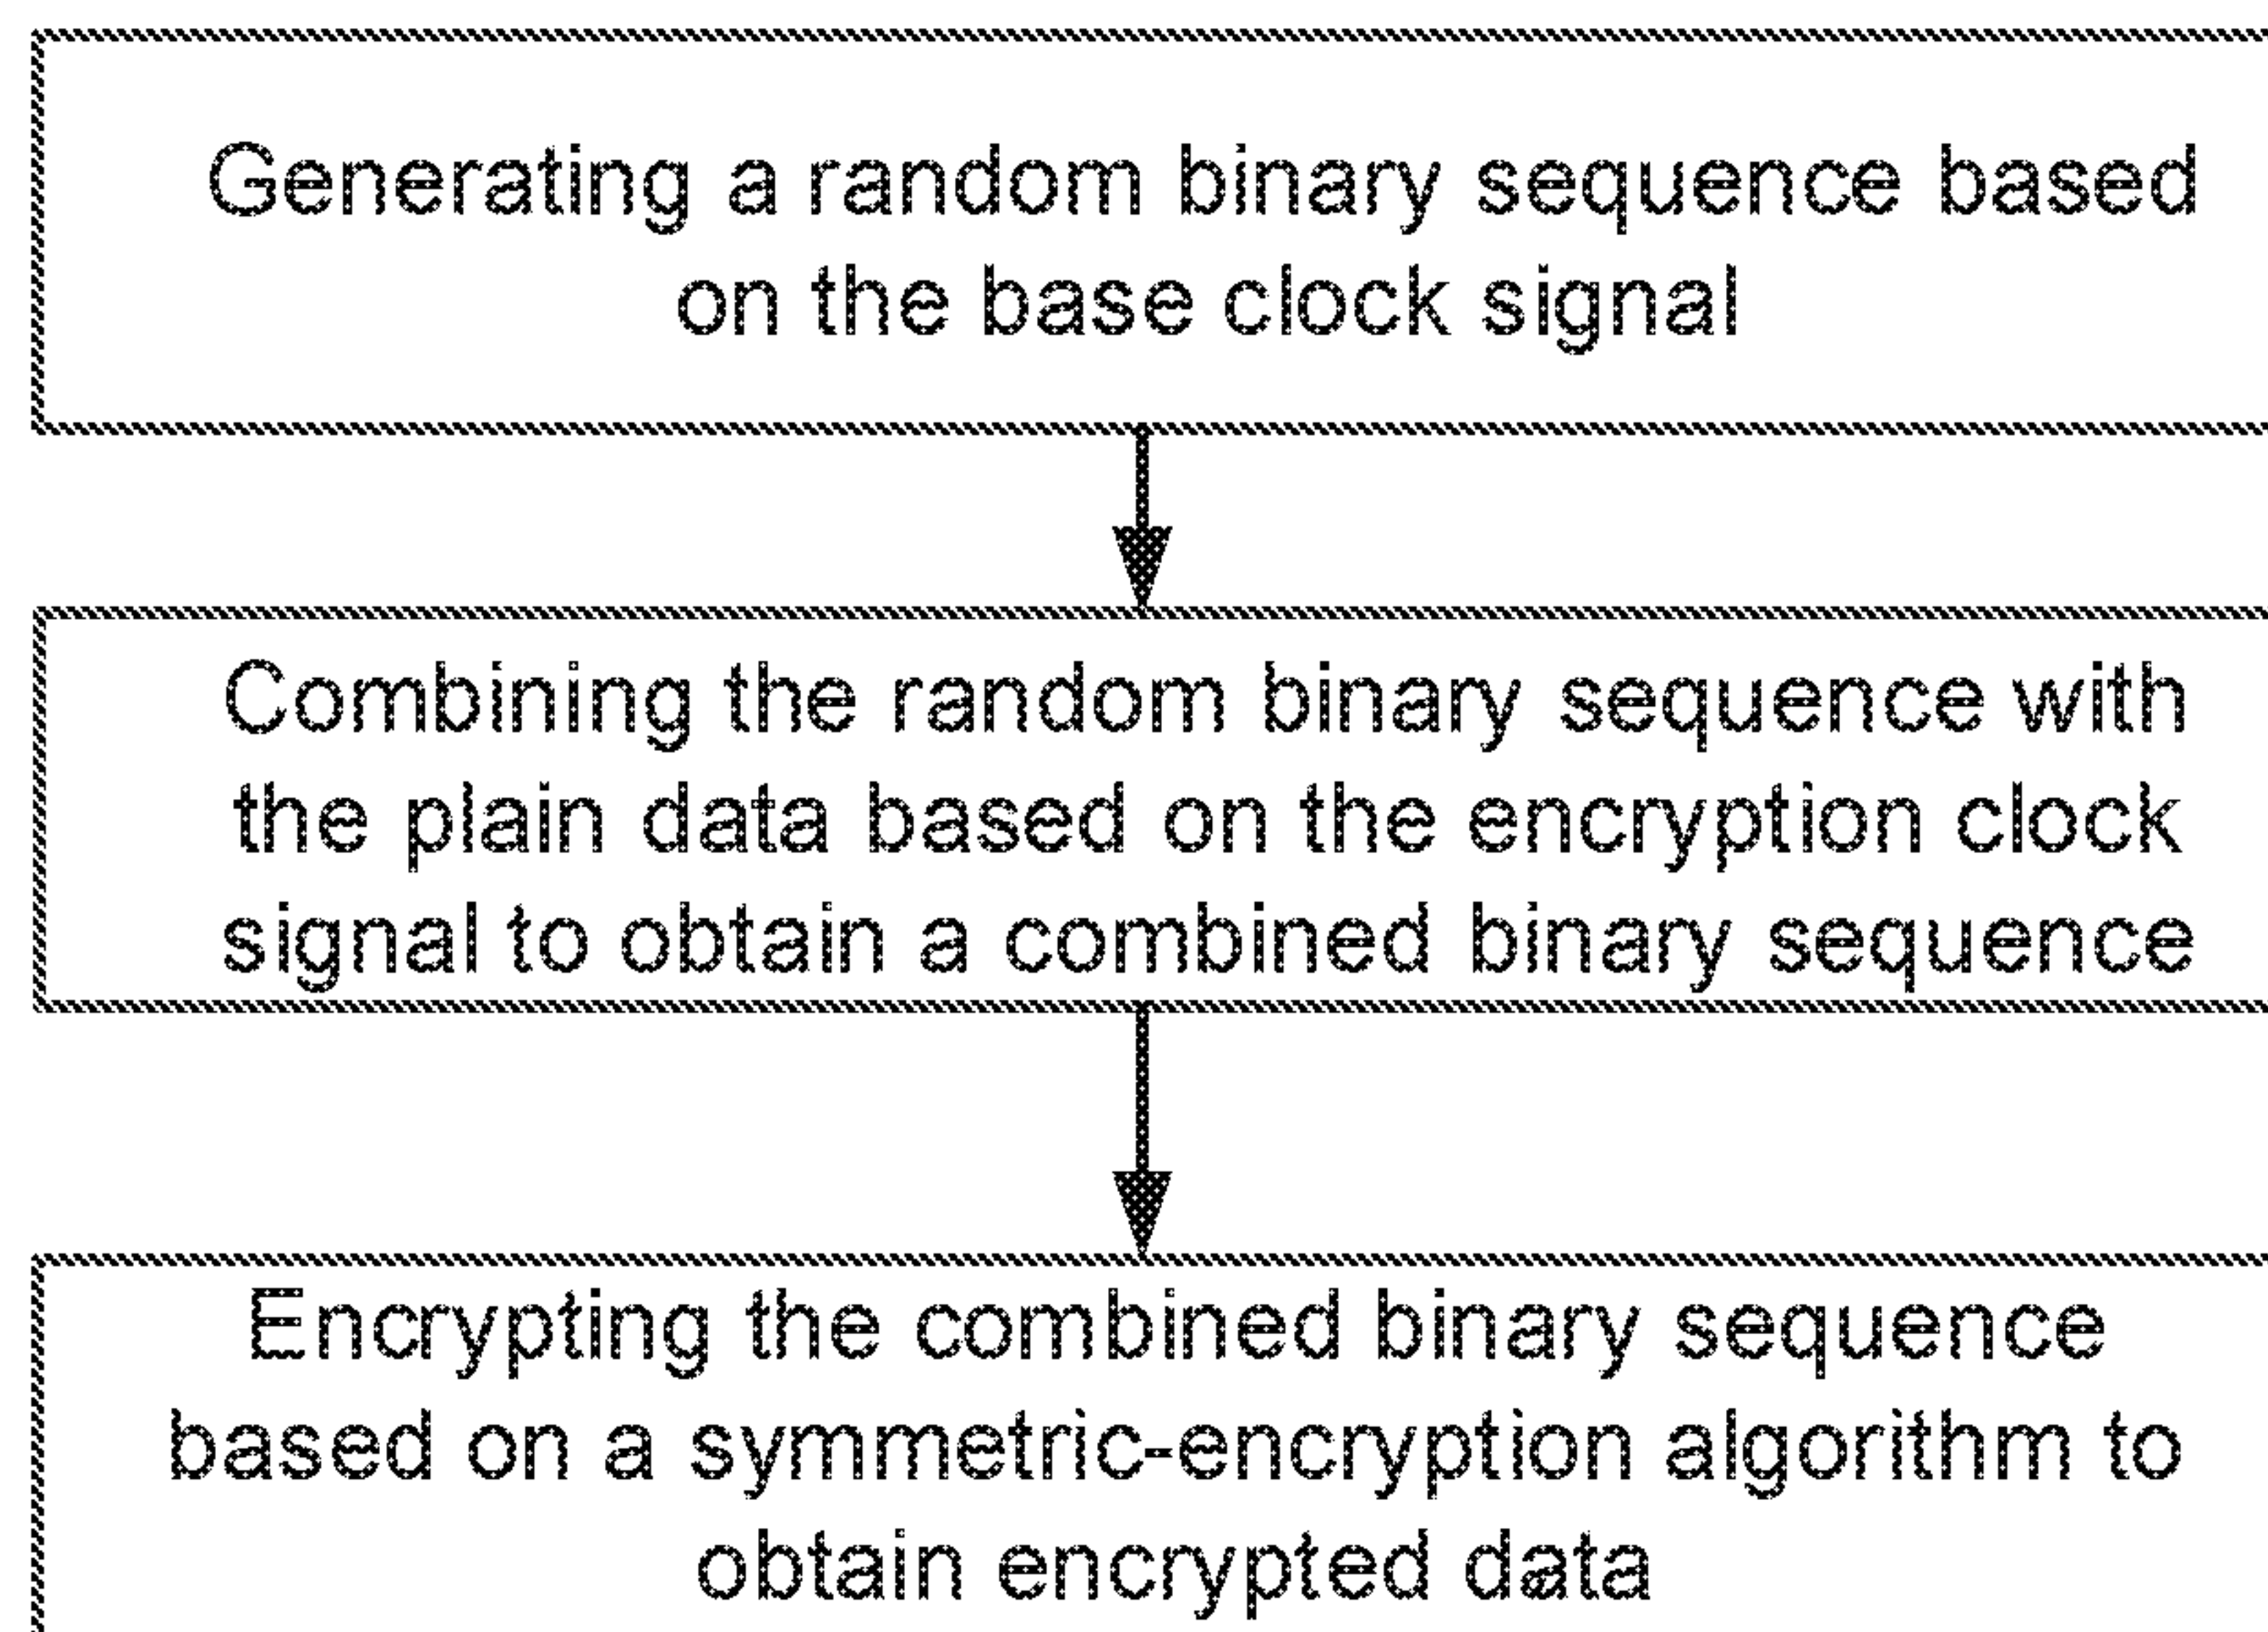 Generating a random binary sequence based
on the base clock signal
Combining the random binary sequence with
the plain data based on the encryption clock
signal to obtain a combined binary sequence
Encrypting the combined binary sequence
based on a symmetric-encryption algorithm to
obtain encrypted data